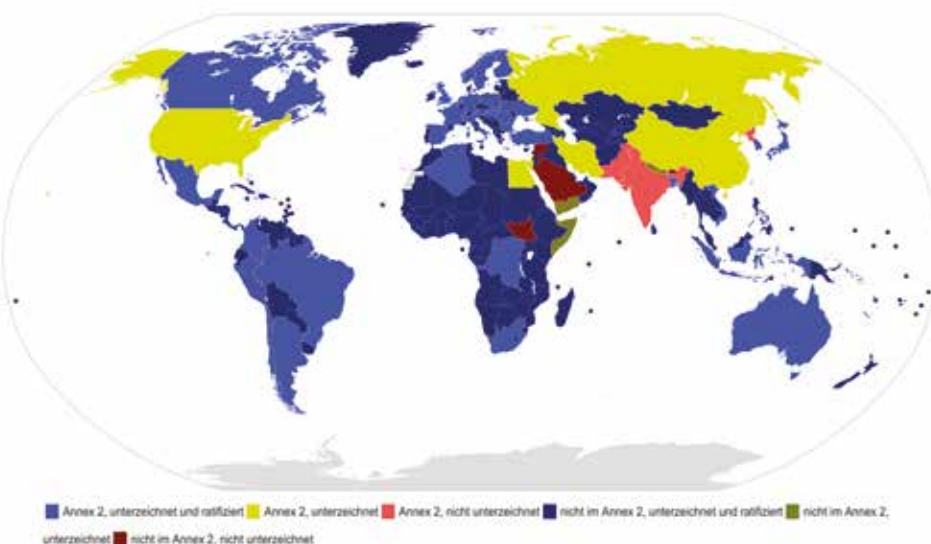 Annex 2, unterzeichnet und ratifiziert Annex 2, unterzeichnet Annex 2, nicht unterzeichnet nicht im Annex 2, unterzeichnet und ratifiziert nicht im Annex 2,
unterzeichnet nicht im Annex 2, nicht unterzeichnet